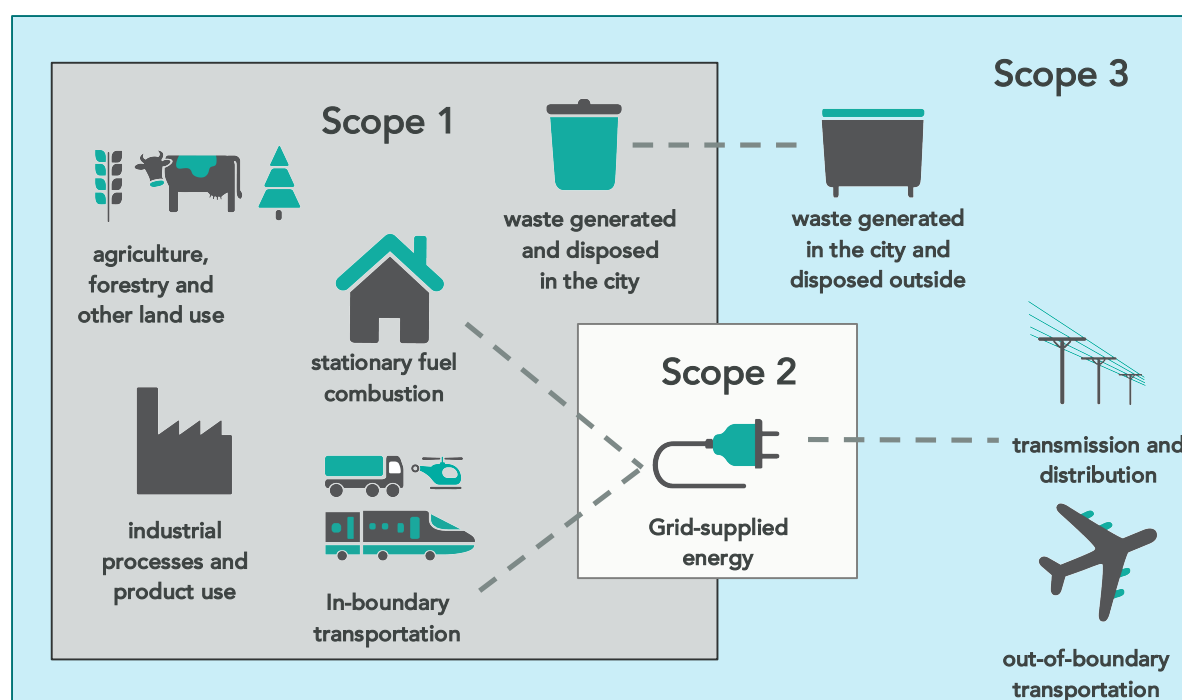 Scope 3
Scope 1
waste generated
and disposed
in the city
waste generated
in the city and
disposed outside
agriculture,
forestry and
other land use
stationary fuel
combustion
Scope 2
Grid-supplied
energy
transmission and
distribution
industrial
processes and
product use
In-boundary
transportation
out-of-boundary
transportation